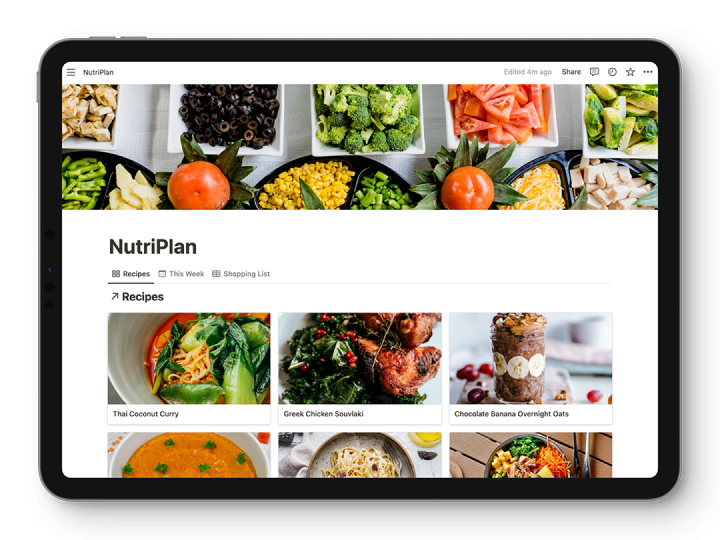 NutriPlan
Edited 4m ago Share
NutriPlan
Recipes This Week Shopping List
Recipes
Thai Coconut Curry
Greek Chicken Souvlaki
Chocolate Banana Overnight Oats